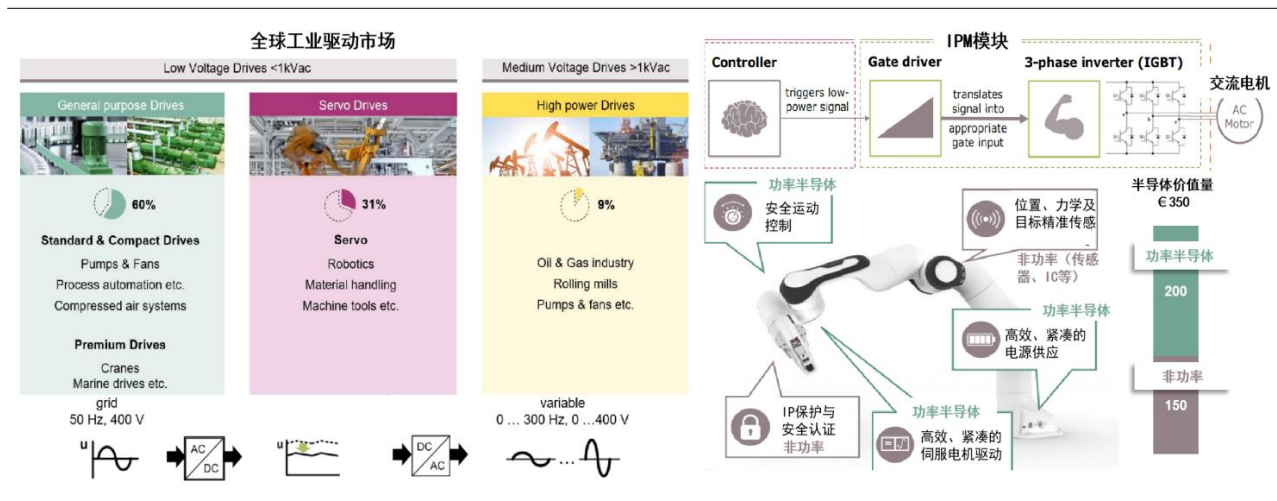 全球工业驱动市场
Low Voltage Drives <1kVac
Medium Voltage Drives >1kVac
General purpose Drives
60%
Standard & Compact Drives
Pumps & Fans
Process automation etc.
Compressed air systems
Premium Drives
Cranes
Marine drives etc.
Servo Drives
31%
Servo
Robotics
Material handling
Machine tools etc.
High power Drives
9%
Oil & Gas industry
Rolling mills
Pumps & fans etc.
grid
50 Hz, 400 V
variable
0 ... 300 Hz, 0 ...400 V
u
AC
DC
u
DC
AC
...
IPM模块
Controller
triggers low-
power signal
Gate driver
translates
signal into
appropriate
gate input
3-phase inverter (IGBT)
交流电机
AC
Motor
功率半导体
安全运动
控制
位置、力学及
目标精准传感
非功率（传感
器、IC等）
功率半导体
高效、紧凑的
电源供应
IP保护与
安全认证
非功率
功率半导体
高效、紧凑的
伺服电机驱动
半导体价值量
€350
功率半导体
200
非功率
150